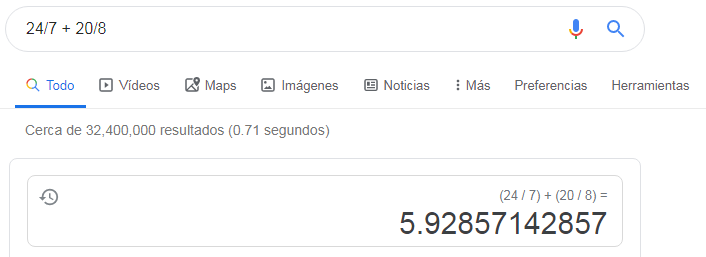 24/7 + 20/8
Todo Vídeos Maps Imágenes Noticias Más Preferencias Herramientas
Cerca de 32,400,000 resultados (0.71 segundos)
(24 / 7) + (20 / 8) =
5.92857142857